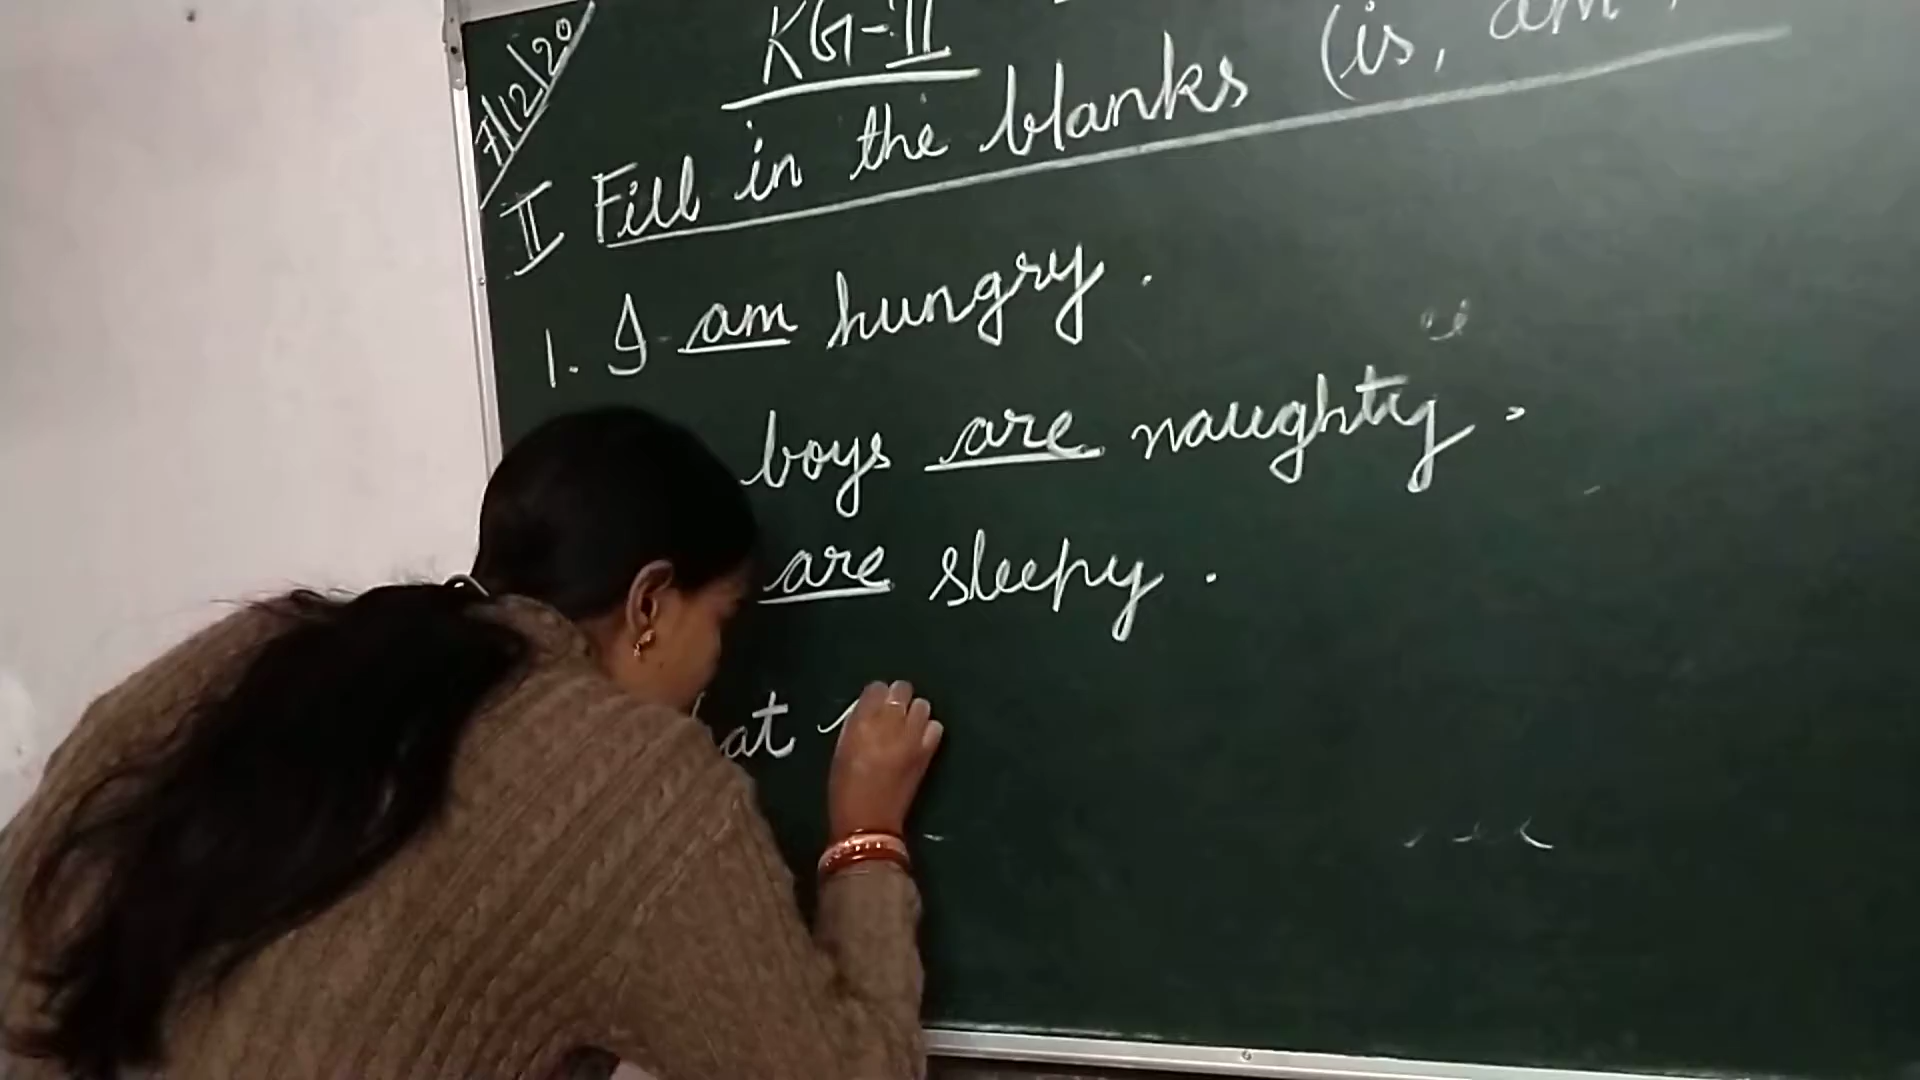 7/12/20
KG-II
II Fill in the blanks (is, am,
1. I am hungry.
boys are naughty.
are sleepy.
at